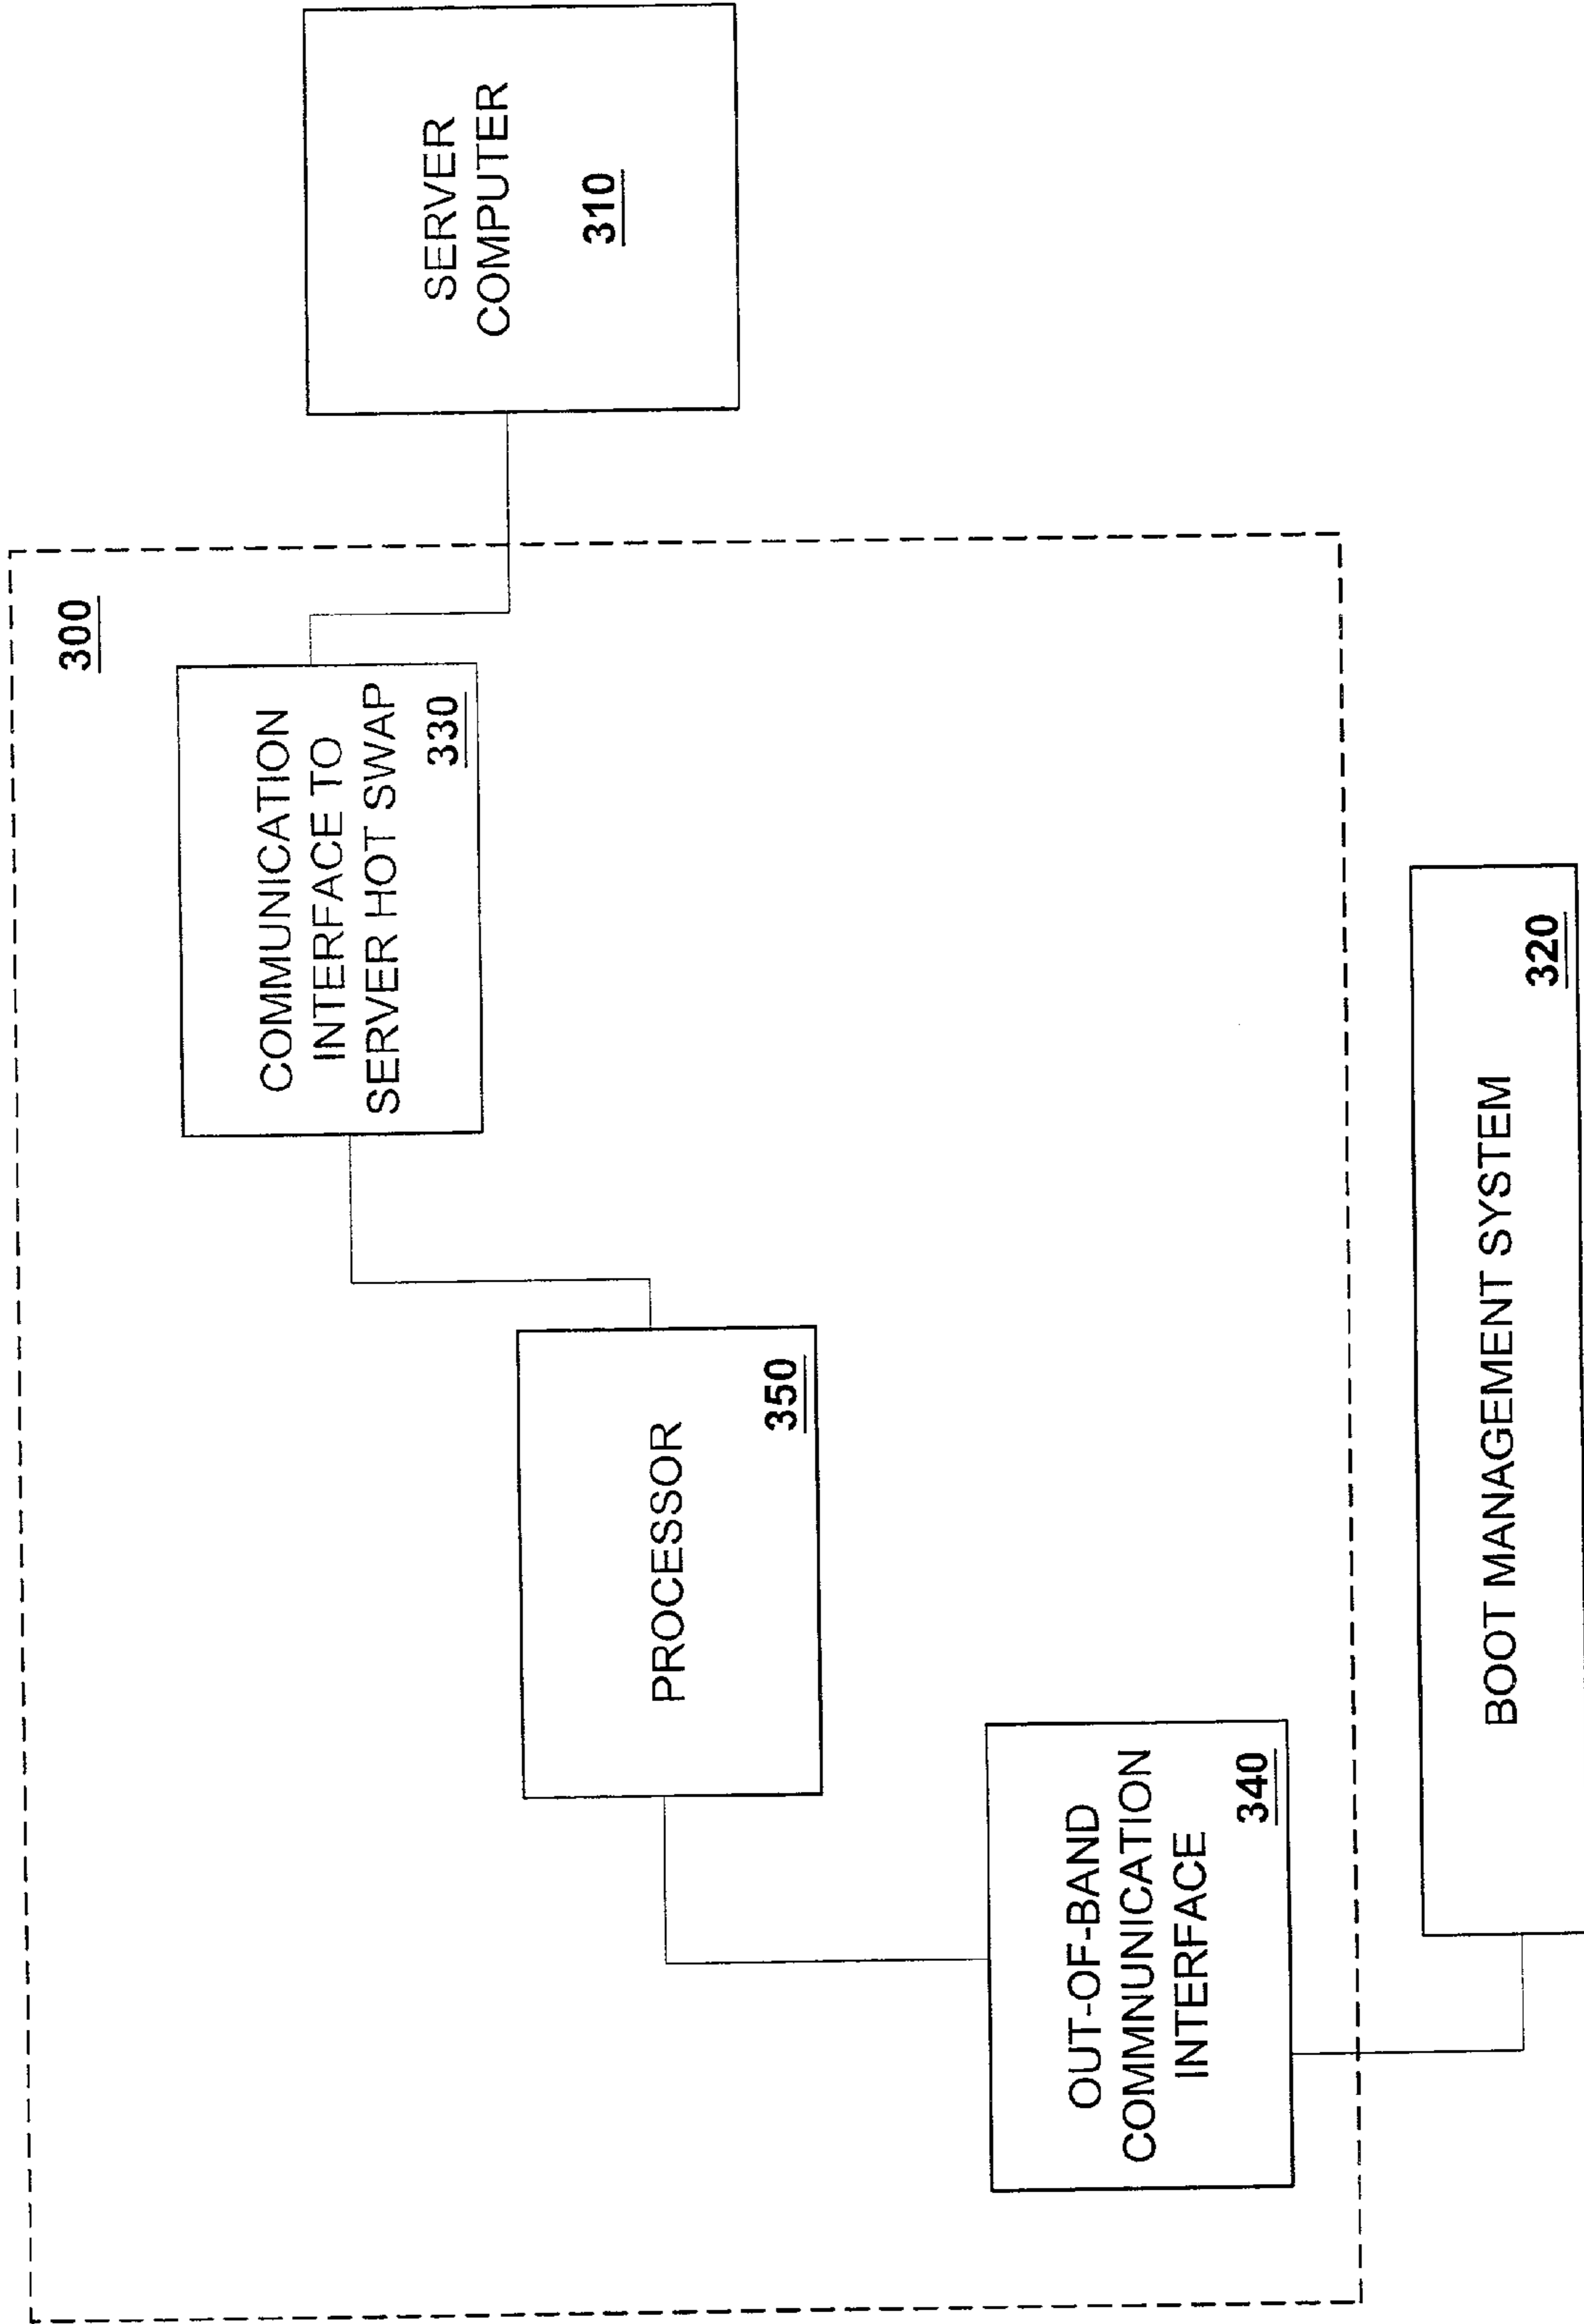 300
COMMUNICATION
INTERFACE TO
SERVER HOT SWAP
330
SERVER
COMPUTER
310
PROCESSOR
350
OUT-OF-BAND
COMMNUNICATION
INTERFACE
340
BOOT MANAGEMENT SYSTEM
320